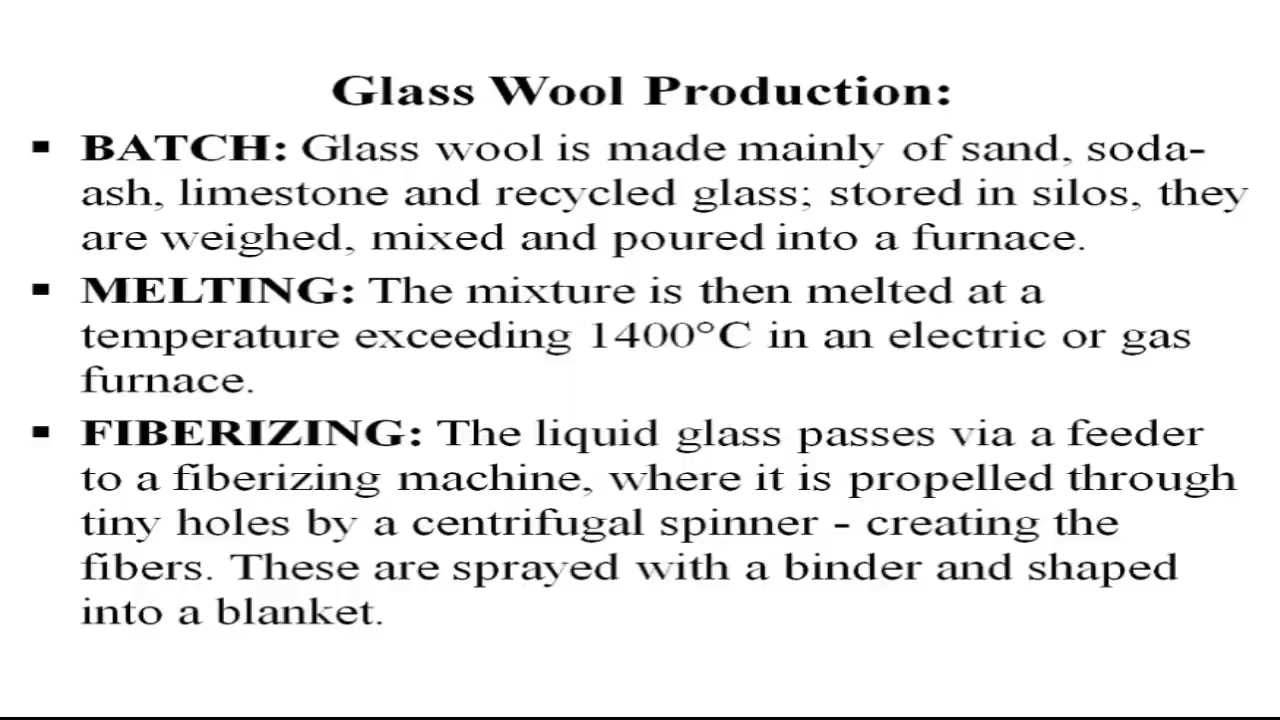 Glass Wool Production:
▪ BATCH: Glass wool is made mainly of sand, soda-
ash, limestone and recycled glass; stored in silos, they
are weighed, mixed and poured into a furnace.
▪ MELTING: The mixture is then melted at a
temperature exceeding 1400°C in an electric or gas
furnace.
▪ FIBERIZING: The liquid glass passes via a feeder
to a fiberizing machine, where it is propelled through
tiny holes by a centrifugal spinner - creating the
fibers. These are sprayed with a binder and shaped
into a blanket.